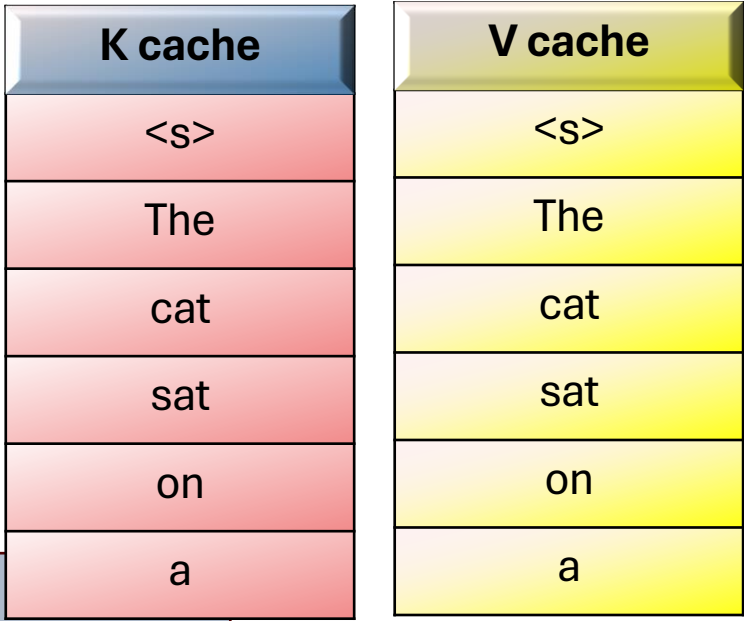 K cache
<s>
The
cat
sat
on
a
V cache
<s>
The
cat
sat
on
a